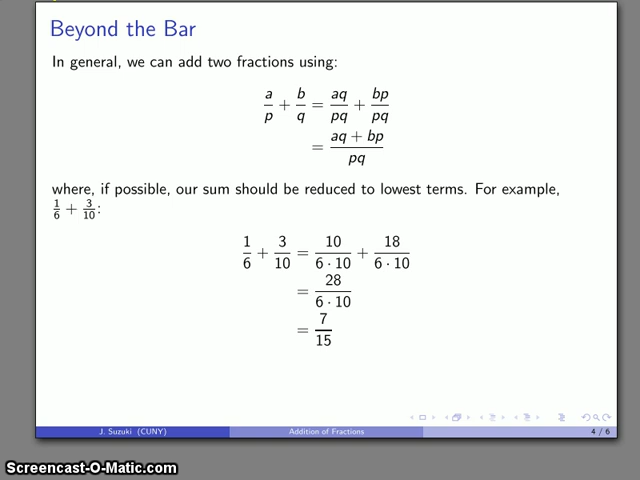 Beyond the Bar
In general, we can add two fractions using:
a/p + b/q = aq/pq + bp/pq
= aq + bp/pq
where, if possible, our sum should be reduced to lowest terms. For example,
1/6 + 3/10:
1/6 + 3/10 = 10/6 · 10 + 18/6 · 10
= 28/6 · 10
= 7/15
J. Suzuki (CUNY) Addition of Fractions 4 / 6
Screencast-O-Matic.com